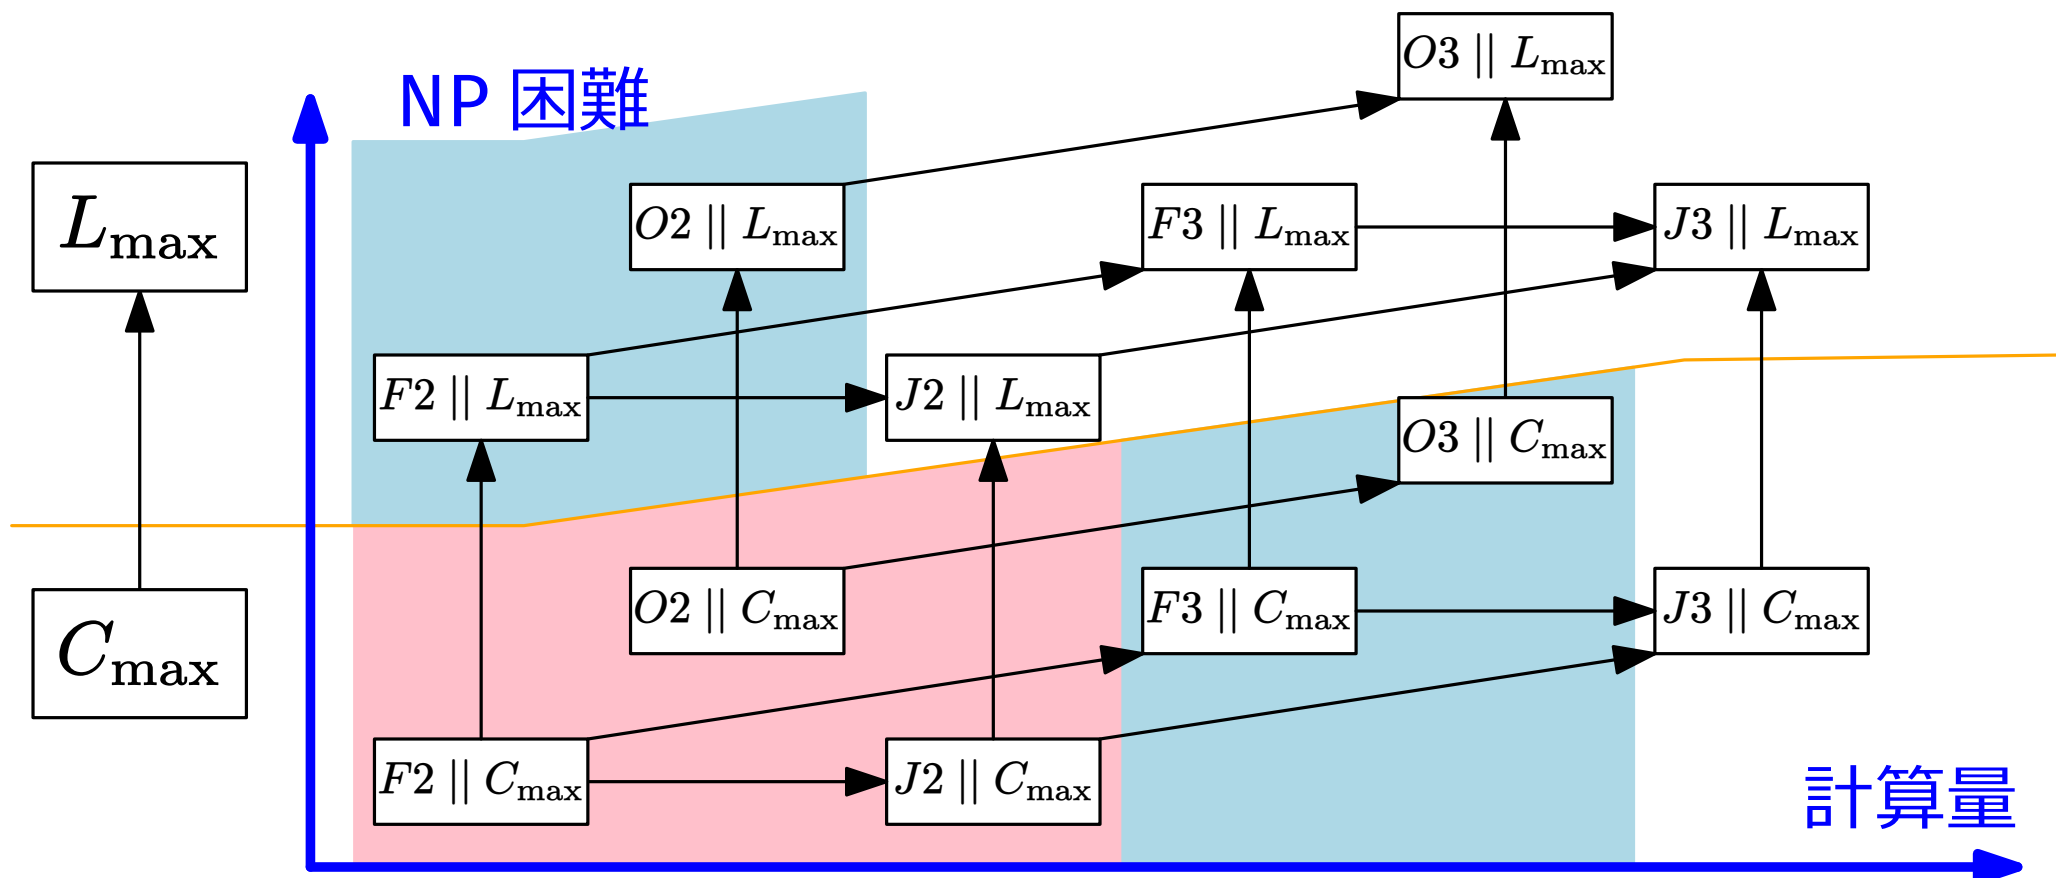 O3 || Lmax
NP 困難
Lmax
O2 || Lmax
F3 || Lmax
J3 || Lmax
F2 || Lmax
J2 || Lmax
O3 || Cmax
Cmax
O2 || Cmax
F3 || Cmax
J3 || Cmax
F2 || Cmax
J2 || Cmax
計算量